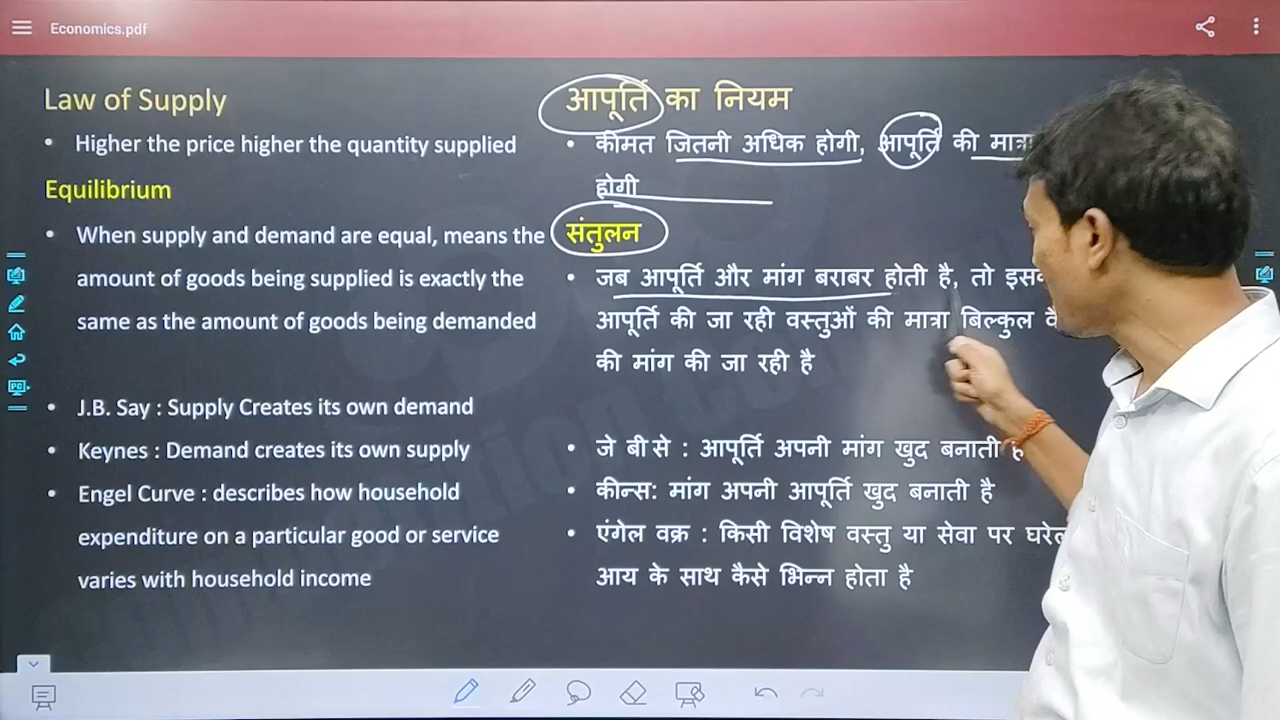 Economics.pdf
Law of Supply
• Higher the price higher the quantity supplied
Equilibrium
• When supply and demand are equal, means the
amount of goods being supplied is exactly the
same as the amount of goods being demanded
• J.B. Say : Supply Creates its own demand
• Keynes : Demand creates its own supply
• Engel Curve : describes how household
expenditure on a particular good or service
varies with household income
आपूर्ति का नियम
• कीमत जितनी अधिक होगी, आपूर्ति की
होगी
संतुलन
• जब आपूर्ति और मांग बराबर होती है, तो
आपूर्ति की जा रही वस्तुओं की मात्रा बिल्कुल
की मांग की जा रही है
• जे बी से : आपूर्ति अपनी मांग खुद बनाती
• कीन्स: मांग अपनी आपूर्ति खुद बनाती है
• एंगेल वक्र : किसी विशेष वस्तु या सेवा पर
आय के साथ कैसे भिन्न होता है